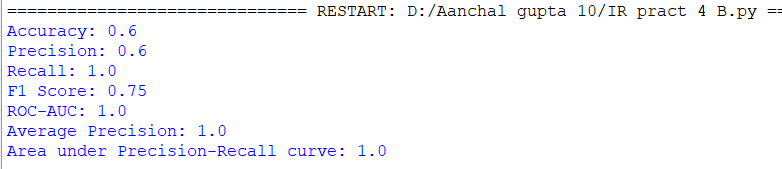 ============================== RESTART: D:/Aanchal gupta 10/IR pract 4 B.py ==
Accuracy: 0.6
Precision: 0.6
Recall: 1.0
F1 Score: 0.75
ROC-AUC: 1.0
Average Precision: 1.0
Area under Precision-Recall curve: 1.0